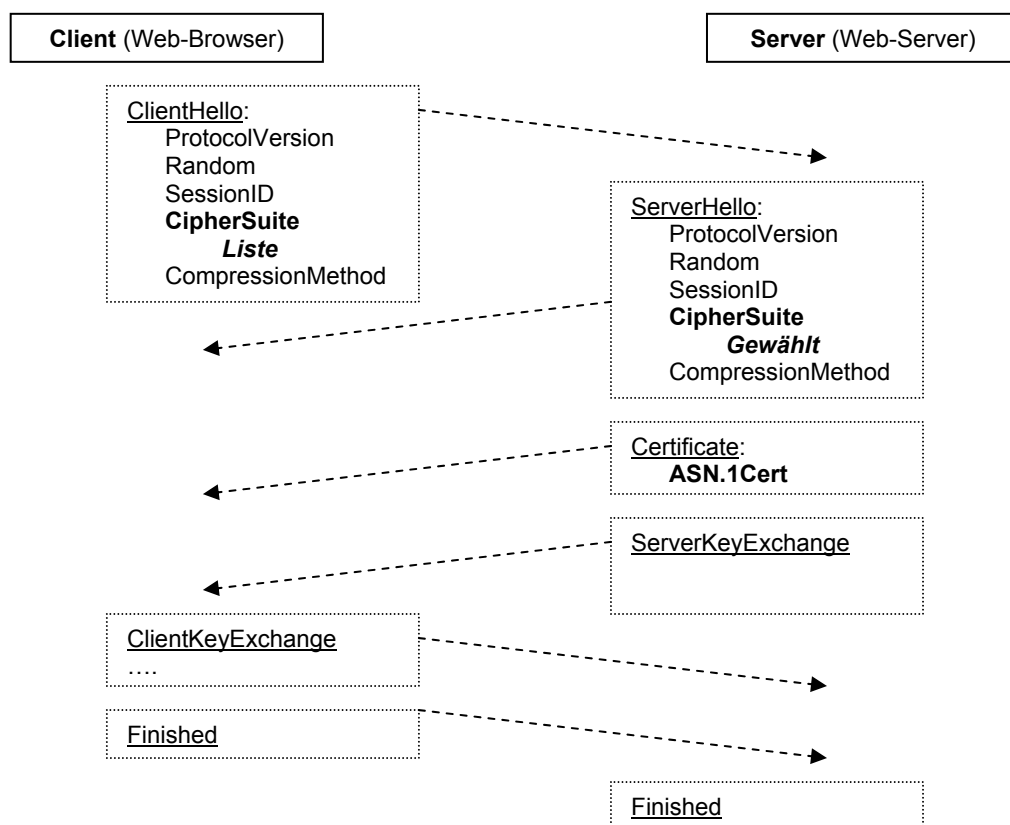 Client (Web-Browser)
Server (Web-Server)
ClientHello:
ProtocolVersion
Random
SessionID
CipherSuite
Liste
CompressionMethod
ServerHello:
ProtocolVersion
Random
SessionID
CipherSuite
Gewählt
CompressionMethod
Certificate:
ASN.1Cert
ServerKeyExchange
ClientKeyExchange
….
Finished
Finished